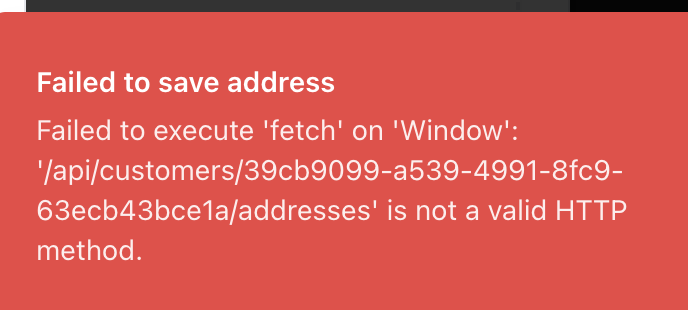 Failed to save address
Failed to execute 'fetch' on 'Window':
'/api/customers/39cb9099-a539-4991-8fc9-
63ecb43bce1a/addresses' is not a valid HTTP
method.